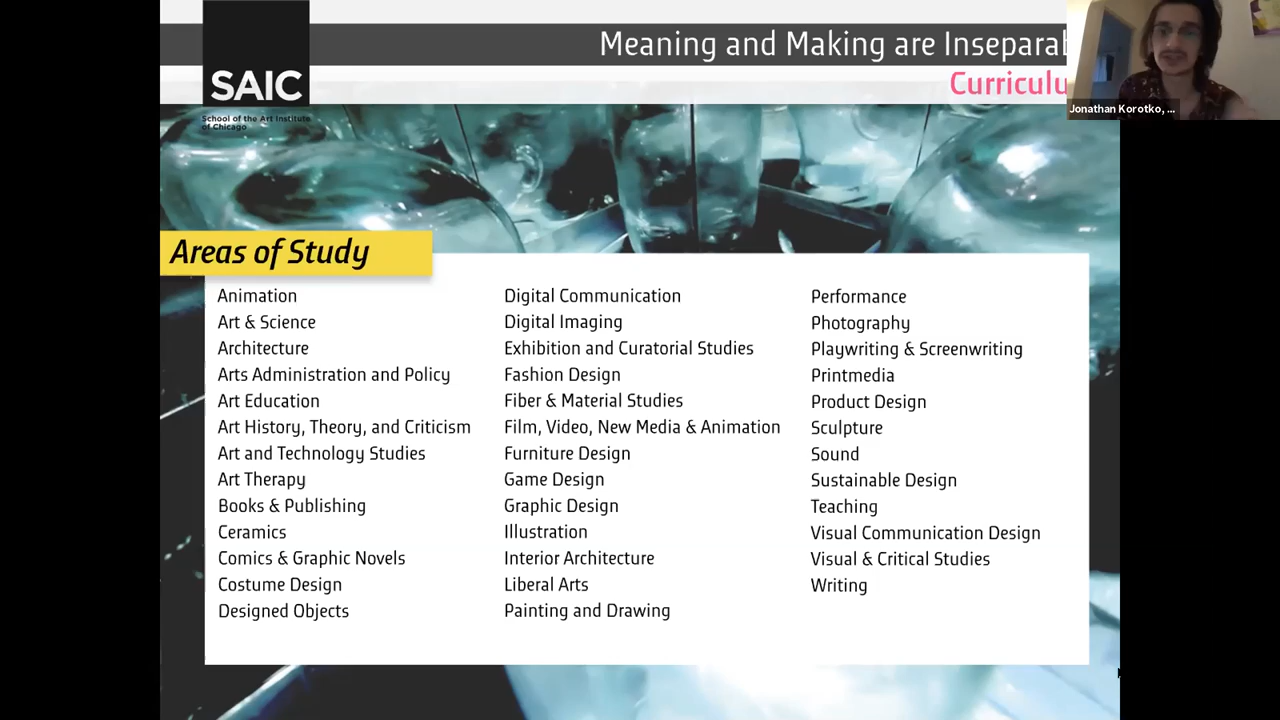 Meaning and Making are Inseparab
Curriculu
SAIC
School of the Art Institute
of Chicago
Jonathan Korotko, ...
Areas of Study
Animation
Art & Science
Architecture
Arts Administration and Policy
Art Education
Art History, Theory, and Criticism
Art and Technology Studies
Art Therapy
Books & Publishing
Ceramics
Comics & Graphic Novels
Costume Design
Designed Objects
Digital Communication
Digital Imaging
Exhibition and Curatorial Studies
Fashion Design
Fiber & Material Studies
Film, Video, New Media & Animation
Furniture Design
Game Design
Graphic Design
Illustration
Interior Architecture
Liberal Arts
Painting and Drawing
Performance
Photography
Playwriting & Screenwriting
Printmedia
Product Design
Sculpture
Sound
Sustainable Design
Teaching
Visual Communication Design
Visual & Critical Studies
Writing